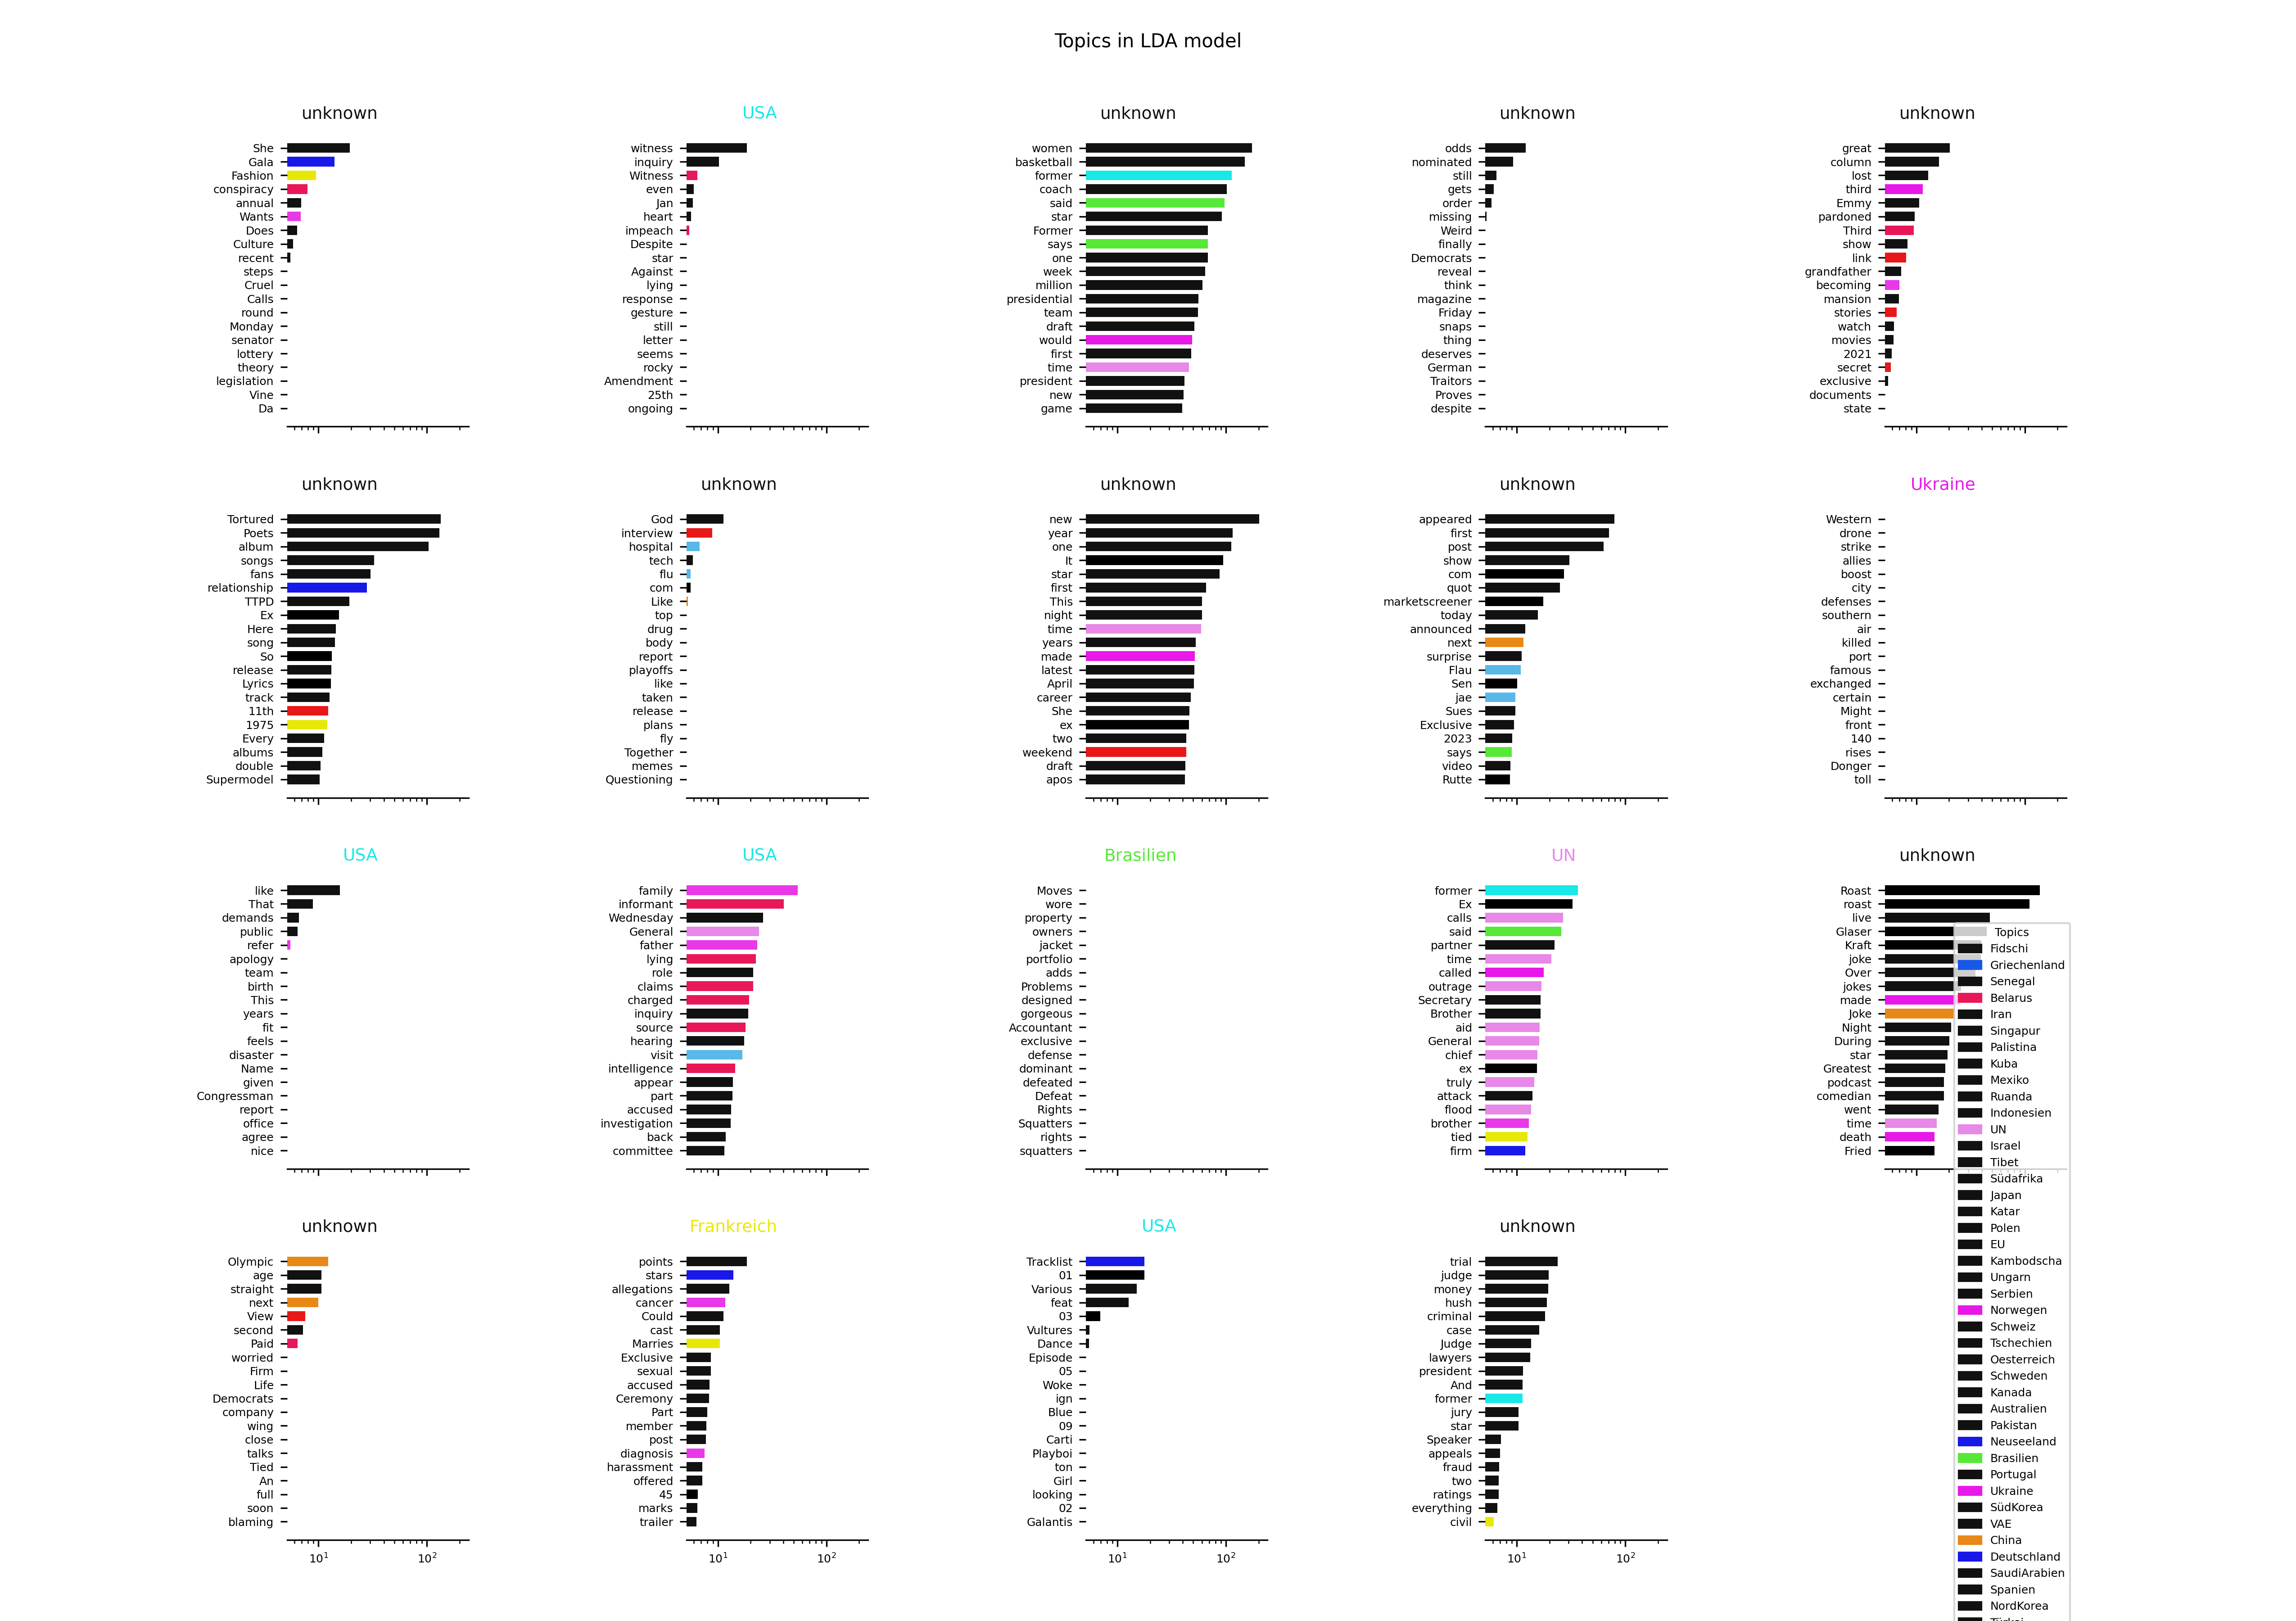 Topics in LDA model
unknown
She
Gala
Fashion
conspiracy
annual
Wants
Does
Culture
recent
steps
Cruel
Calls
round
Monday
senator
lottery
theory
legislation
Vine
Da
USA
witness
inquiry
Witness
even
Jan
heart
impeach
Despite
star
Against
lying
response
gesture
still
letter
seems
rocky
Amendment
25th
ongoing
unknown
women
basketball
former
coach
said
star
Former
says
one
week
million
presidential
team
draft
would
first
time
president
new
game
unknown
odds
nominated
still
gets
order
missing
Weird
finally
Democrats
reveal
think
magazine
Friday
snaps
thing
deserves
German
Traitors
Proves
despite
unknown
great
column
lost
third
Emmy
pardoned
Third
show
link
grandfather
becoming
mansion
stories
watch
movies
2021
secret
exclusive
documents
state
unknown
Tortured
Poets
album
songs
fans
relationship
TTPD
Ex
Here
song
So
release
Lyrics
track
11th
1975
Every
albums
double
Supermodel
unknown
God
interview
hospital
tech
flu
com
Like
top
drug
body
report
playoffs
like
taken
release
plans
fly
Together
memes
Questioning
unknown
new
year
one
It
star
first
This
night
time
years
made
latest
April
career
She
ex
two
weekend
draft
apos
unknown
appeared
first
post
show
com
quot
marketscreener
today
announced
next
surprise
Flau
Sen
jae
Sues
Exclusive
2023
says
video
Rutte
Ukraine
Western
drone
strike
allies
boost
city
defenses
southern
air
killed
port
famous
exchanged
certain
Might
front
140
rises
Donger
toll
USA
like
That
demands
public
refer
apology
team
birth
This
years
fit
feels
disaster
Name
given
Congressman
report
office
agree
nice
USA
family
informant
Wednesday
General
father
lying
role
claims
charged
inquiry
source
hearing
visit
intelligence
appear
part
accused
investigation
back
committee
Brasilien
Moves
wore
property
owners
jacket
portfolio
adds
Problems
designed
gorgeous
Accountant
exclusive
defense
dominant
defeated
Defeat
Rights
Squatters
rights
squatters
UN
former
Ex
calls
said
partner
time
called
outrage
Secretary
Brother
aid
General
chief
ex
truly
attack
flood
brother
tied
firm
unknown
Roast
roast
live
Glaser
Kraft
joke
Over
jokes
made
Joke
Night
During
star
Greatest
podcast
comedian
went
time
death
Fried
unknown
Olympic
age
straight
next
View
second
Paid
worried
Firm
Life
Democrats
company
wing
close
talks
Tied
An
full
soon
blaming
10¹ 10²
Frankreich
points
stars
allegations
cancer
Could
cast
Marries
Exclusive
sexual
accused
Ceremony
Part
member
post
diagnosis
harassment
offered
45
marks
trailer
10¹ 10²
USA
Tracklist
01
Various
feat
03
Vultures
Dance
Episode
05
Woke
ign
Blue
09
Carti
Playboi
ton
Girl
looking
02
Galantis
10¹ 10²
unknown
trial
judge
money
hush
criminal
case
Judge
lawyers
president
And
former
jury
star
Speaker
appeals
fraud
two
ratings
everything
civil
10¹ 10²
Topics
Fidschi
Griechenland
Senegal
Belarus
Iran
Singapur
Palistina
Kuba
Mexiko
Ruanda
Indonesien
UN
Israel
Tibet
Südafrika
Japan
Katar
Polen
EU
Kambodscha
Ungarn
Serbien
Norwegen
Schweiz
Tschechien
Oesterreich
Schweden
Kanada
Australien
Pakistan
Neuseeland
Brasilien
Portugal
Ukraine
SüdKorea
VAE
China
Deutschland
SaudiArabien
Spanien
NordKorea